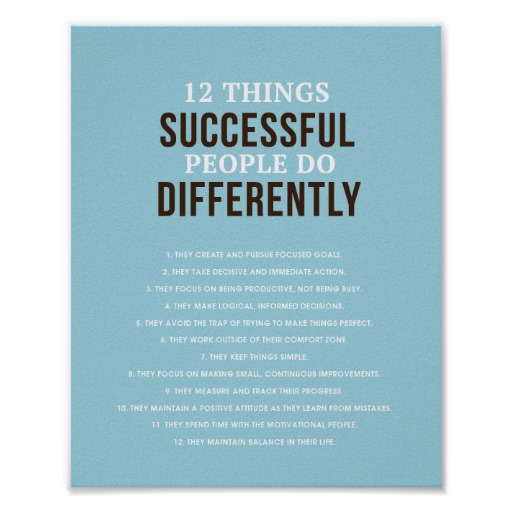 12 THINGS
SUCCESSFUL
PEOPLE DO
DIFFERENTLY
1. THEY CREATE AND PURSUE FOCUSED GOALS.
2. THEY TAKE DECISIVE AND IMMEDIATE ACTION.
3. THEY FOCUS ON BEING PRODUCTIVE, NOT BEING BUSY.
4. THEY MAKE LOGICAL, INFORMED DECISIONS.
5. THEY AVOID THE TRAP OF TRYING TO MAKE THINGS PERFECT.
6. THEY WORK OUTSIDE OF THEIR COMFORT ZONE.
7. THEY KEEP THINGS SIMPLE.
8. THEY FOCUS ON MAKING SMALL, CONTINUOUS IMPROVEMENTS.
9. THEY MEASURE AND TRACK THEIR PROGRESS.
10. THEY MAINTAIN A POSITIVE ATTITUDE AS THEY LEARN FROM MISTAKES.
11. THEY SPEND TIME WITH THE MOTIVATIONAL PEOPLE.
12. THEY MAINTAIN BALANCE IN THEIR LIFE.